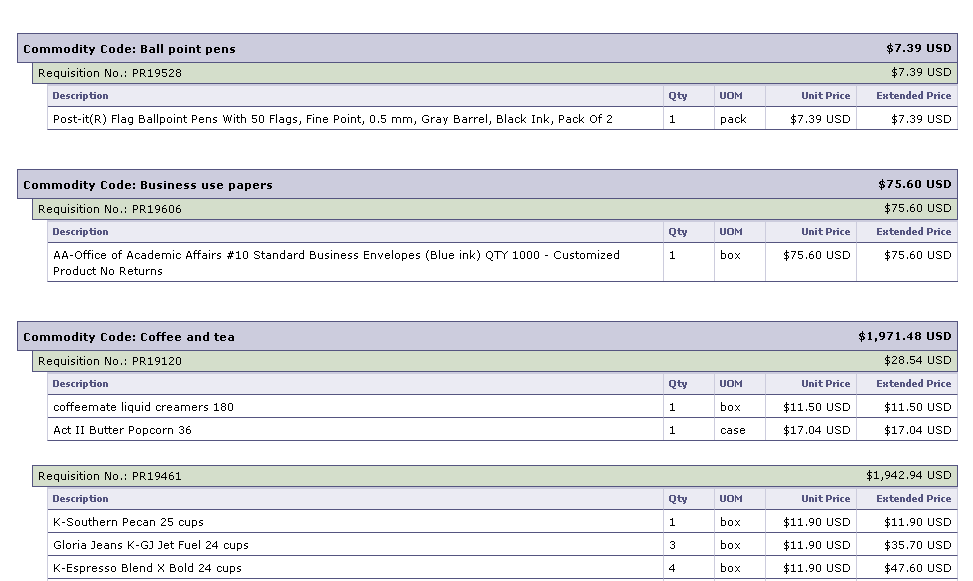 Commodity Code: Ball point pens $7.39 USD
Requisition No.: PR19528 $7.39 USD
Description Qty UOM Unit Price Extended Price
Post-it(R) Flag Ballpoint Pens With 50 Flags, Fine Point, 0.5 mm, Gray Barrel, Black Ink, Pack Of 2 1 pack $7.39 USD $7.39 USD
Commodity Code: Business use papers $75.60 USD
Requisition No.: PR19606 $75.60 USD
Description Qty UOM Unit Price Extended Price
AA-Office of Academic Affairs #10 Standard Business Envelopes (Blue ink) QTY 1000 - Customized 1 box $75.60 USD $75.60 USD
Product No Returns
Commodity Code: Coffee and tea $1,971.48 USD
Requisition No.: PR19120 $28.54 USD
Description Qty UOM Unit Price Extended Price
coffeemate liquid creamers 180 1 box $11.50 USD $11.50 USD
Act II Butter Popcorn 36 1 case $17.04 USD $17.04 USD
Requisition No.: PR19461 $1,942.94 USD
Description Qty UOM Unit Price Extended Price
K-Southern Pecan 25 cups 1 box $11.90 USD $11.90 USD
Gloria Jeans K-GJ Jet Fuel 24 cups 3 box $11.90 USD $35.70 USD
K-Espresso Blend X Bold 24 cups 4 box $11.90 USD $47.60 USD